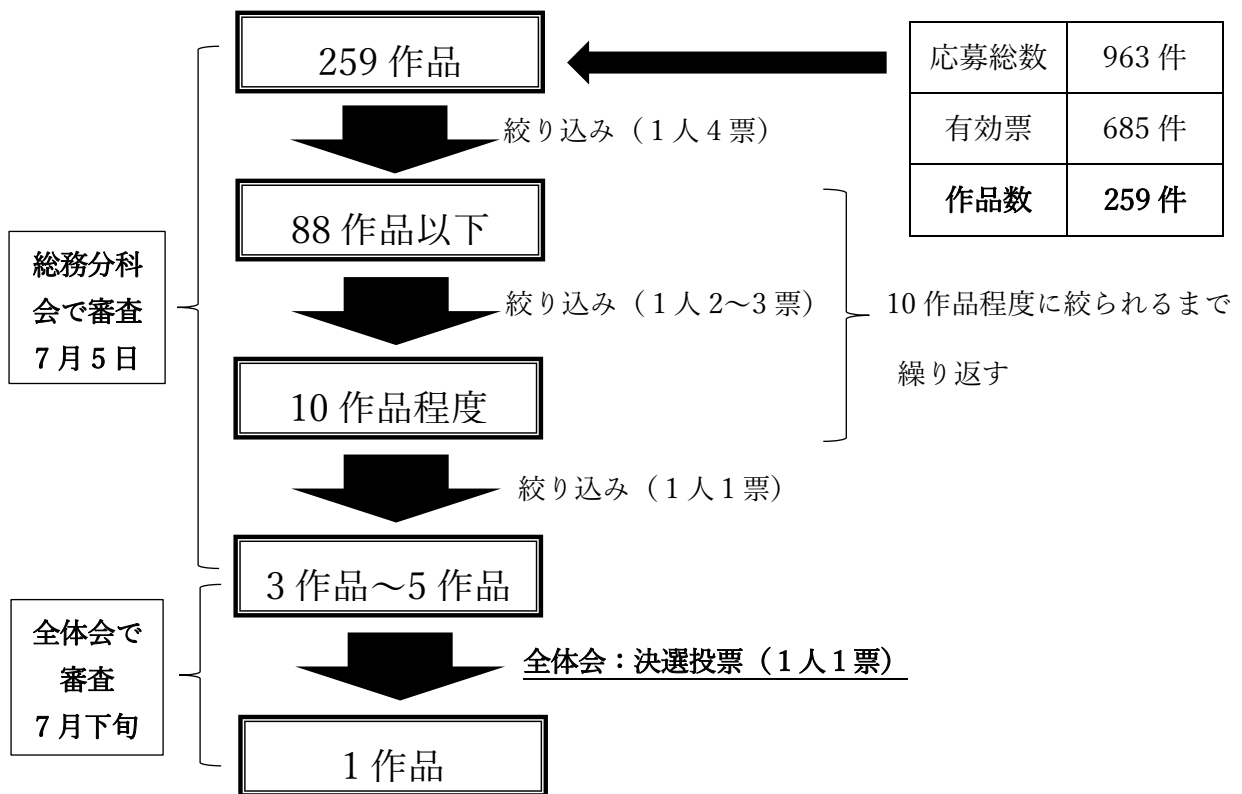 259 作品
応募総数 963 件
有効票 685 件
作品数 259 件
絞り込み（1人4票）
88 作品以下
総務分科
会で審査
7月5日
絞り込み（1人2～3票）
10 作品程度に絞られるまで
繰り返す
10 作品程度
絞り込み（1人1票）
3 作品～5 作品
全体会で
審査
7月下旬
全体会：決選投票（1人1票）
1 作品